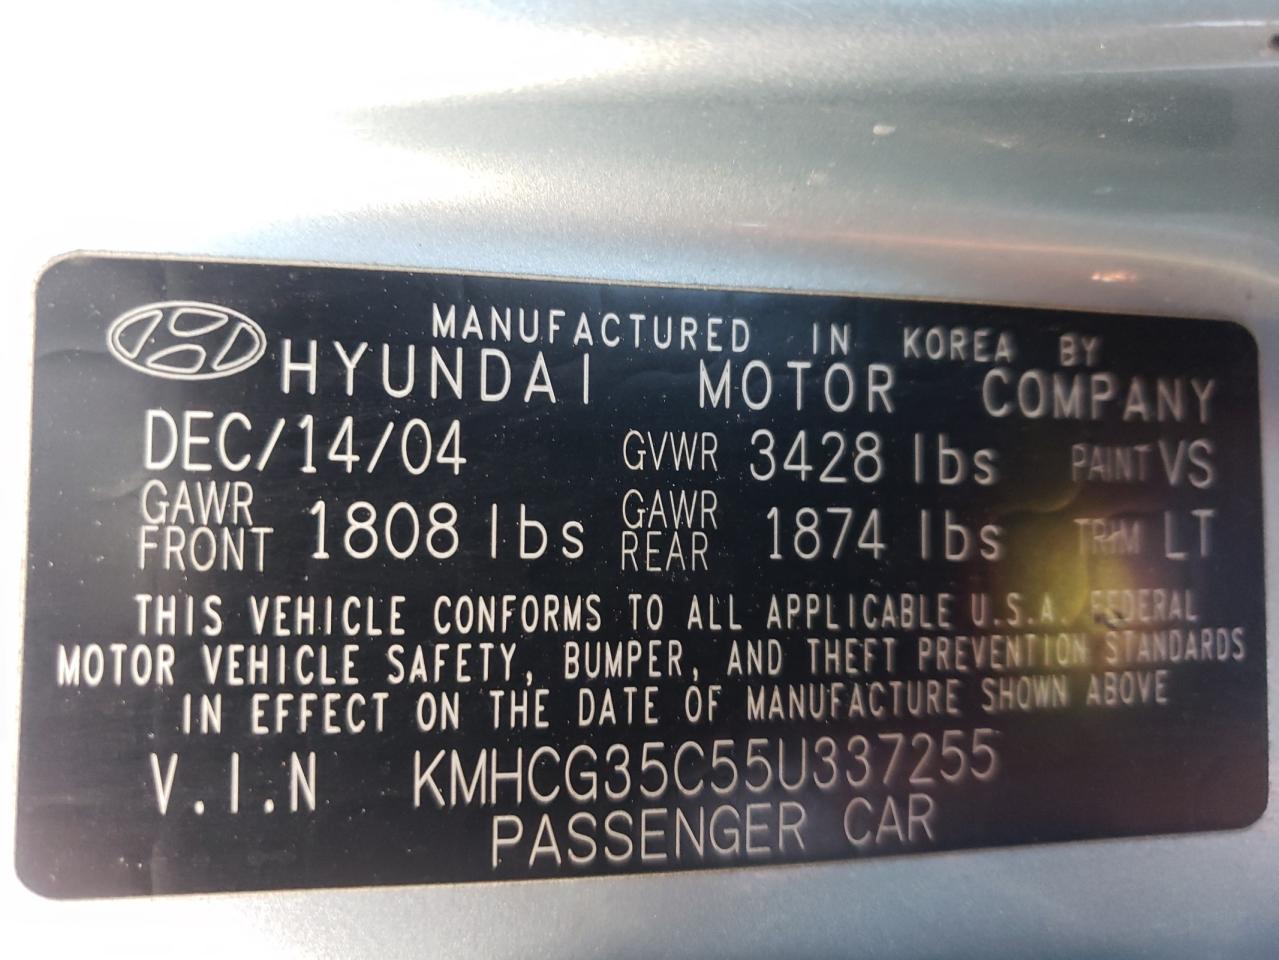 MANUFACTURED IN KOREA BY
HYUNDAI MOTOR COMPANY
DEC/14/04 GVWR 3428 lbs PAINT VS
GAWR FRONT 1808 lbs GAWR REAR 1874 lbs TRIM LT
THIS VEHICLE CONFORMS TO ALL APPLICABLE U.S.A. FEDERAL
MOTOR VEHICLE SAFETY, BUMPER, AND THEFT PREVENTION STANDARDS
IN EFFECT ON THE DATE OF MANUFACTURE SHOWN ABOVE
V.I.N KMHCG35C55U337255
PASSENGER CAR